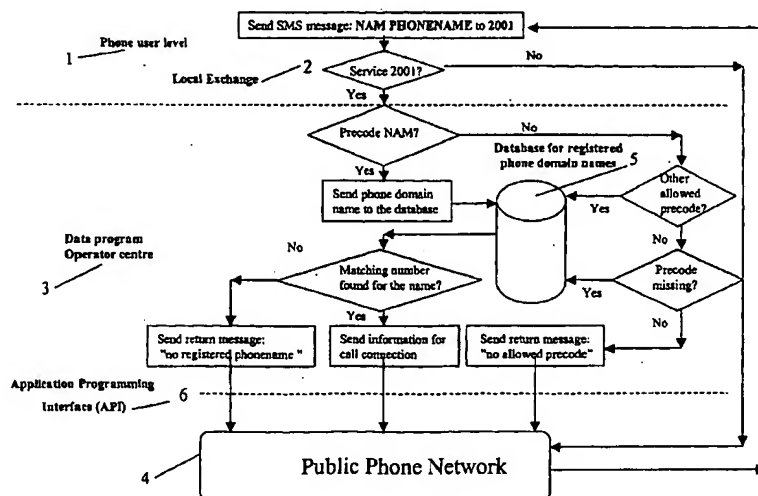 Send SMS message: NAM PHONENAME to 2001
Phone user level
1
Local Exchange
2
Service 2001?
No
Yes
Precode NAM?
No
Database for registered
phone domain names
5
Yes
Send phone domain
name to the database
Other
allowed
precode?
Yes
No
Data program
Operator centre
3
No
Matching number
found for the name?
Precode
missing?
Yes
Yes
No
Send return message:
"no registered phonename "
Send information for
call connection
Send return message:
"no allowed precode"
Application Programming
Interface (API)
6
4
Public Phone Network